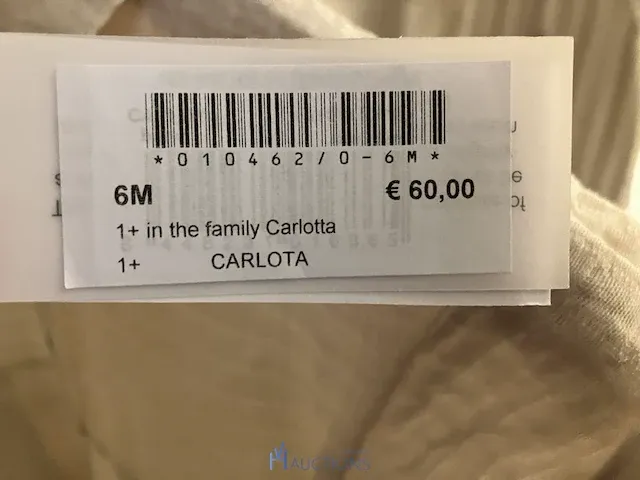 *010462/0-6M*
6M € 60,00
1+ in the family Carlotta
1+ CARLOTA